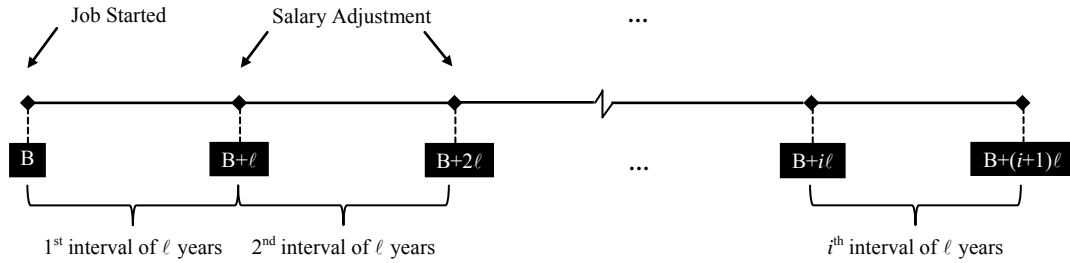 Job Started Salary Adjustment ...
B B+ℓ B+2ℓ ... B+iℓ B+(i+1)ℓ
1st interval of ℓ years 2nd interval of ℓ years ith interval of ℓ years